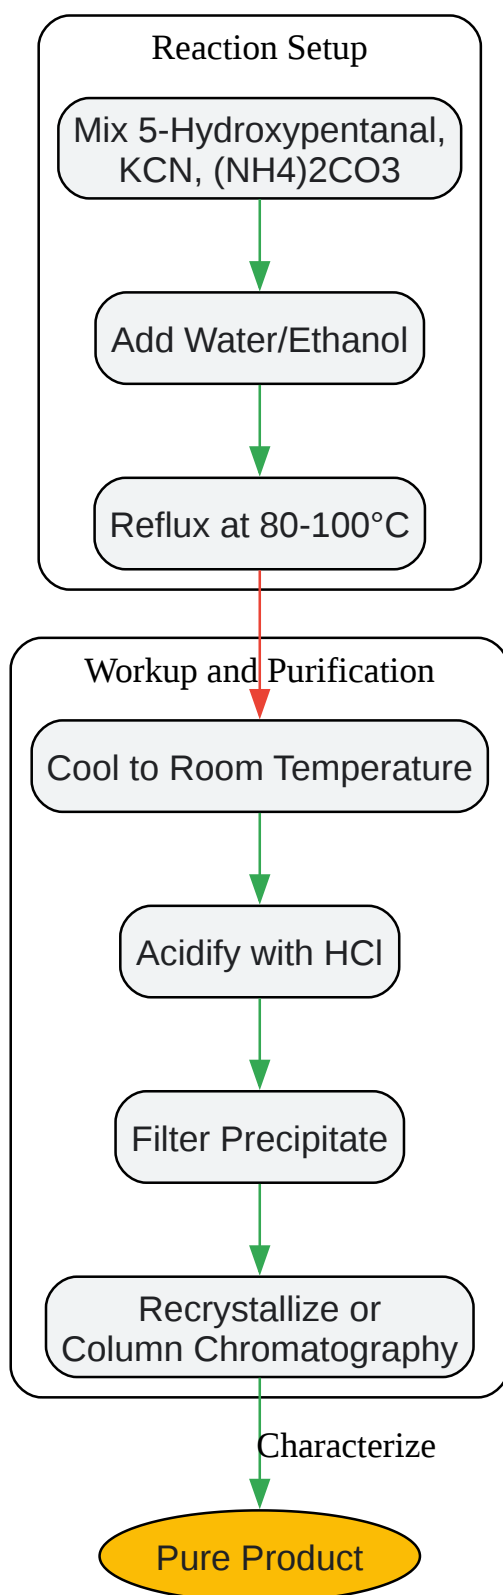 Reaction Setup
Mix 5-Hydroxypentanal,
KCN, (NH4)2CO3
Add Water/Ethanol
Reflux at 80-100°C
Workup and Purification
Cool to Room Temperature
Acidify with HCl
Filter Precipitate
Recrystallize or
Column Chromatography
Characterize
Pure Product